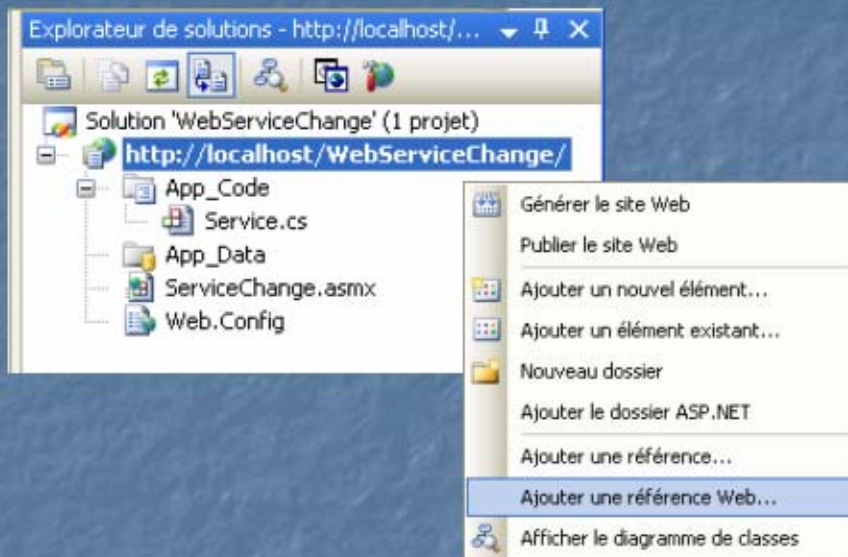 Explorateur de solutions - http://localhost/...
Solution 'WebServiceChange' (1 projet)
http://localhost/WebServiceChange/
App_Code
Service.cs
App_Data
ServiceChange.asmx
Web.Config
Générer le site Web
Publier le site Web
Ajouter un nouvel élément...
Ajouter un élément existant...
Nouveau dossier
Ajouter le dossier ASP.NET
Ajouter une référence...
Ajouter une référence Web...
Afficher le diagramme de classes